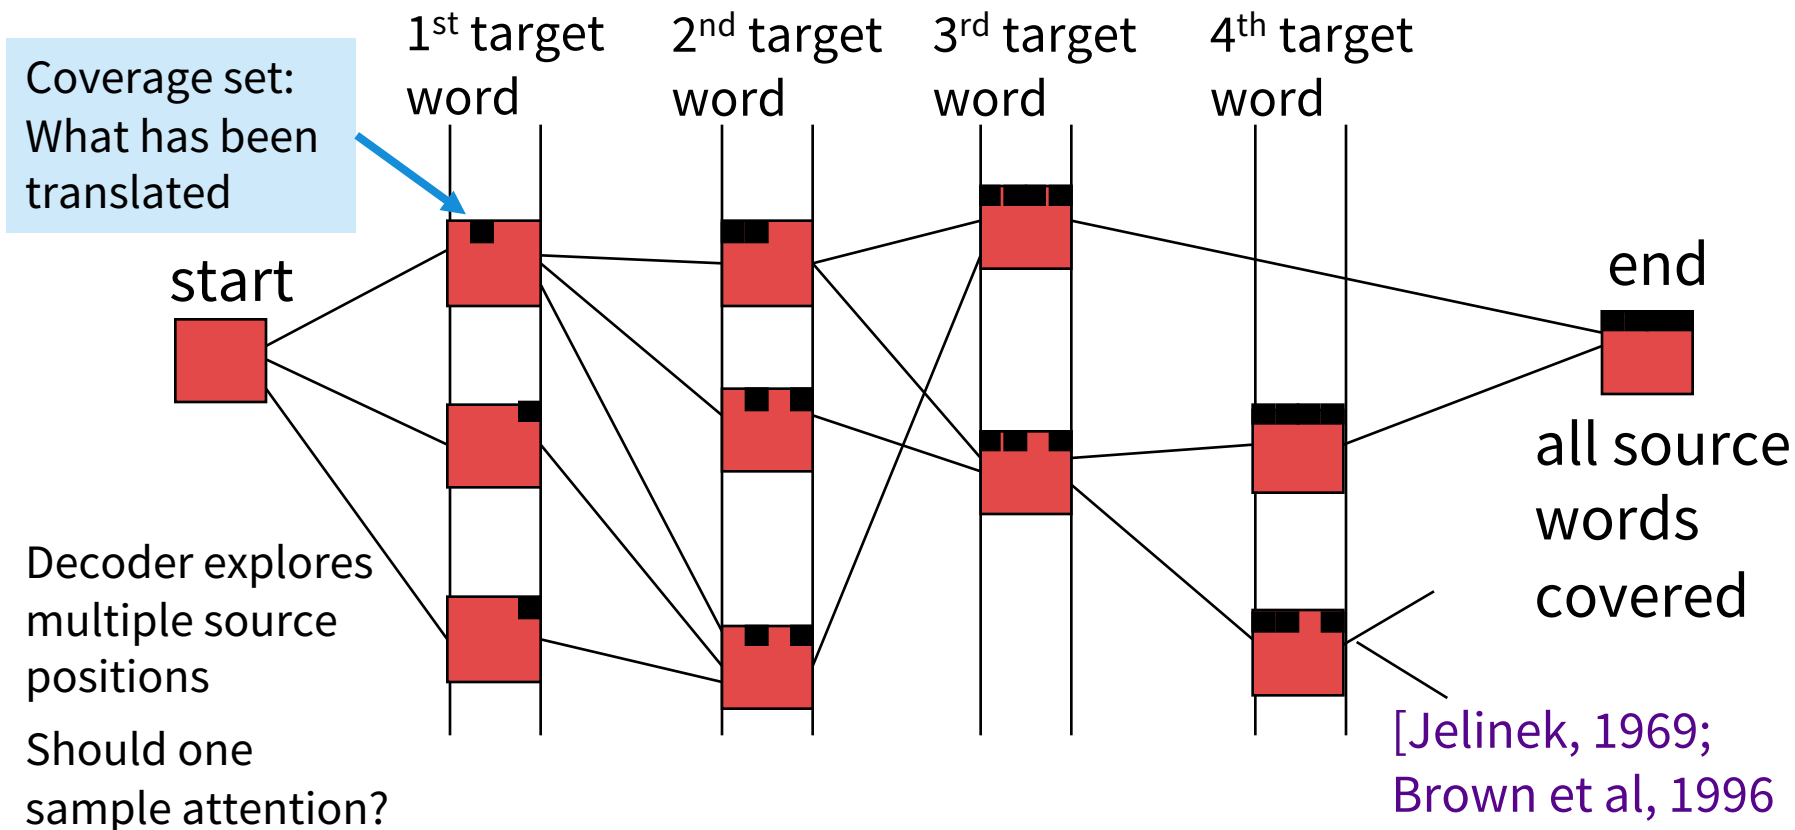 1st target
word
2nd target
word
3rd target
word
4th target
word
Coverage set:
What has been
translated
start
end
all source
words
covered
Decoder explores
multiple source
positions
Should one
sample attention?
[Jelinek, 1969;
Brown et al, 1996